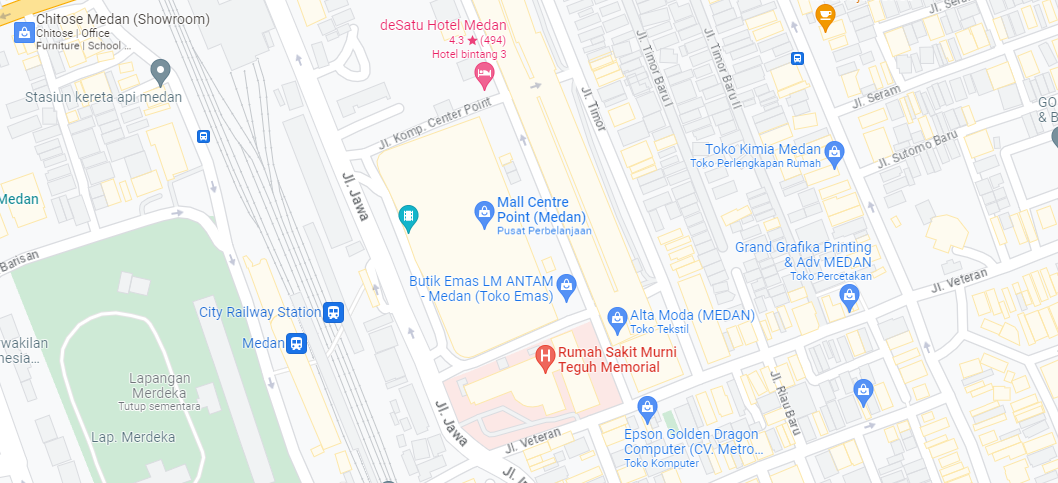 Chitose Medan (Showroom)
Chitose | Office
Furniture | School ...
deSatu Hotel Medan
4.3 ★ (494)
Hotel bintang 3
Stasiun kereta api medan
Jl. Komp. Center Point
Jl. Timor
Jl. Timor Baru I
Jl. Timor Baru II
Jl. Seram
GO
& B
Jl. Sutomo Baru
Toko Kimia Medan
Toko Perlengkapan Rumah
Medan
Jl. Jawa
Mall Centre
Point (Medan)
Pusat Perbelanjaan
Barisan
Grand Grafika Printing
& Adv MEDAN
Toko Percetakan
Butik Emas LM ANTAM
- Medan (Toko Emas)
Jl. Veteran
City Railway Station
Alta Moda (MEDAN)
Toko Tekstil
Medan
rwakilan
nesia...
H
Rumah Sakit Murni
Teguh Memorial
Lapangan
Merdeka
Tutup sementara
Jl. Riau Baru
Jl. Jawa
Lap. Merdeka
Jl. Veteran
Epson Golden Dragon
Computer (CV. Metro...
Toko Komputer